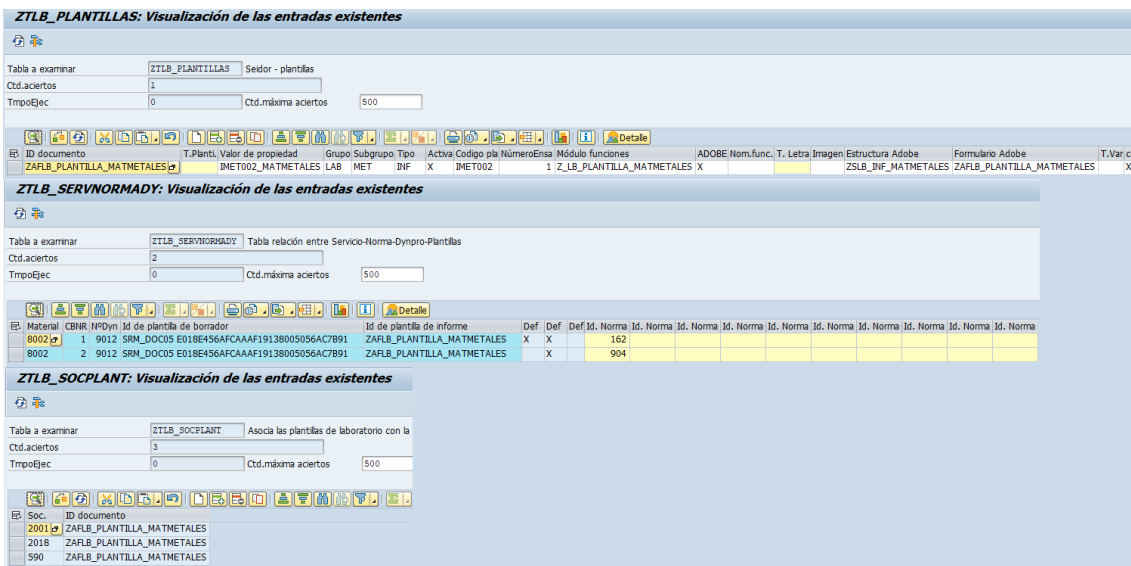 ZTLB_PLANTILLAS: Visualización de las entradas existentes
Tabla a examinar ZTLB_PLANTILLAS Seidor - plantillas
Ctd.aciertos 1
TmpoEjec 0 Ctd.máxima aciertos 500
Detalle
ID documento T.Planti. Valor de propiedad Grupo Subgrupo Tipo Activa Codigo pla NúmeroEnsa Módulo funciones ADOBE Nom.func. T. Letra Imagen Estructura Adobe Formulario Adobe T.Var c
ZAFLB_PLANTILLA_MATMETALES IMET002_MATMETALES LAB MET INF X IMET002 1 Z_LB_PLANTILLA_MATMETALES X ZSLB_INF_MATMETALES ZAFLB_PLANTILLA_MATMETALES X
ZTLB_SERVNORMADY: Visualización de las entradas existentes
Tabla a examinar ZTLB_SERVNORMADY Tabla relación entre Servicio-Norma-Dynpro-Plantillas
Ctd.aciertos 2
TmpoEjec 0 Ctd.máxima aciertos 500
Detalle
Material CBNR NºDyn Id de plantilla de borrador Id de plantilla de informe Def Def Def Id. Norma Id. Norma Id. Norma Id. Norma Id. Norma Id. Norma Id. Norma Id. Norma Id. Norma Id. Norma
8002 1 9012 SRM_DOC05 E018E456AFCAAAF19138005056AC7B91 ZAFLB_PLANTILLA_MATMETALES X X 162
8002 2 9012 SRM_DOC05 E018E456AFCAAAF19138005056AC7B91 ZAFLB_PLANTILLA_MATMETALES X 904
ZTLB_SOCPLANT: Visualización de las entradas existentes
Tabla a examinar ZTLB_SOCPLANT Asocia las plantillas de laboratorio con la
Ctd.aciertos 3
TmpoEjec 0 Ctd.máxima aciertos 500
Soc. ID documento
2001 ZAFLB_PLANTILLA_MATMETALES
2018 ZAFLB_PLANTILLA_MATMETALES
590 ZAFLB_PLANTILLA_MATMETALES